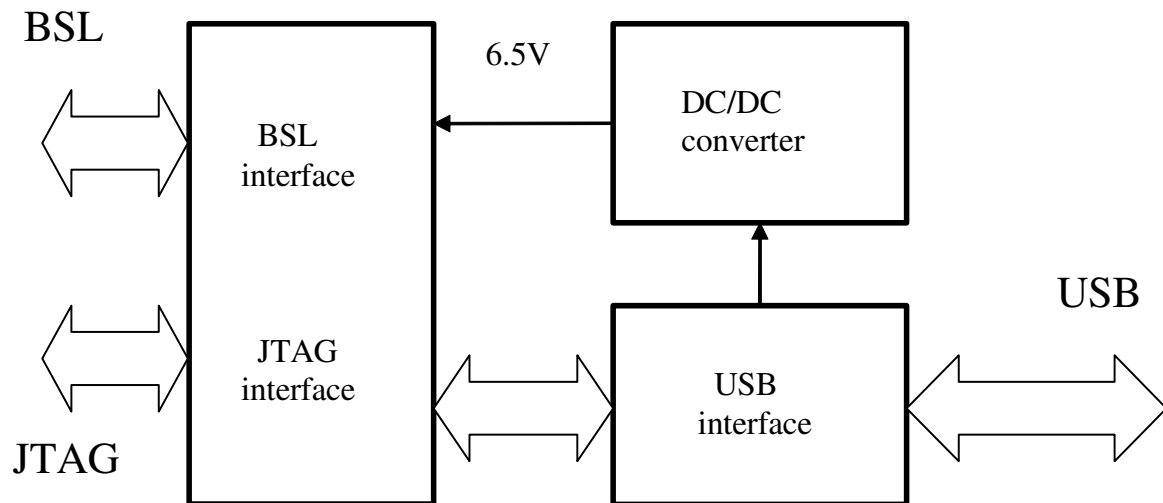 BSL
6.5V
DC/DC
converter
BSL
interface
USB
JTAG
interface
USB
interface
JTAG